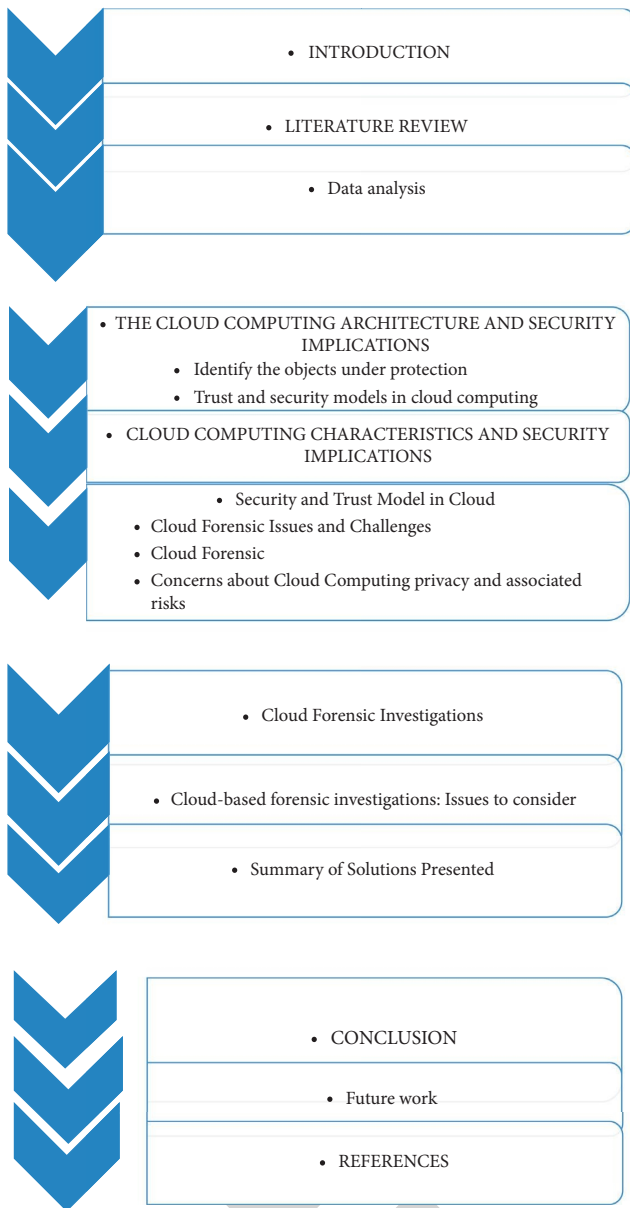 • INTRODUCTION
• LITERATURE REVIEW
• Data analysis
• THE CLOUD COMPUTING ARCHITECTURE AND SECURITY
IMPLICATIONS
• Identify the objects under protection
• Trust and security models in cloud computing
• CLOUD COMPUTING CHARACTERISTICS AND SECURITY
IMPLICATIONS
• Security and Trust Model in Cloud
• Cloud Forensic Issues and Challenges
• Cloud Forensic
• Concerns about Cloud Computing privacy and associated
risks
• Cloud Forensic Investigations
• Cloud-based forensic investigations: Issues to consider
• Summary of Solutions Presented
• CONCLUSION
• Future work
• REFERENCES